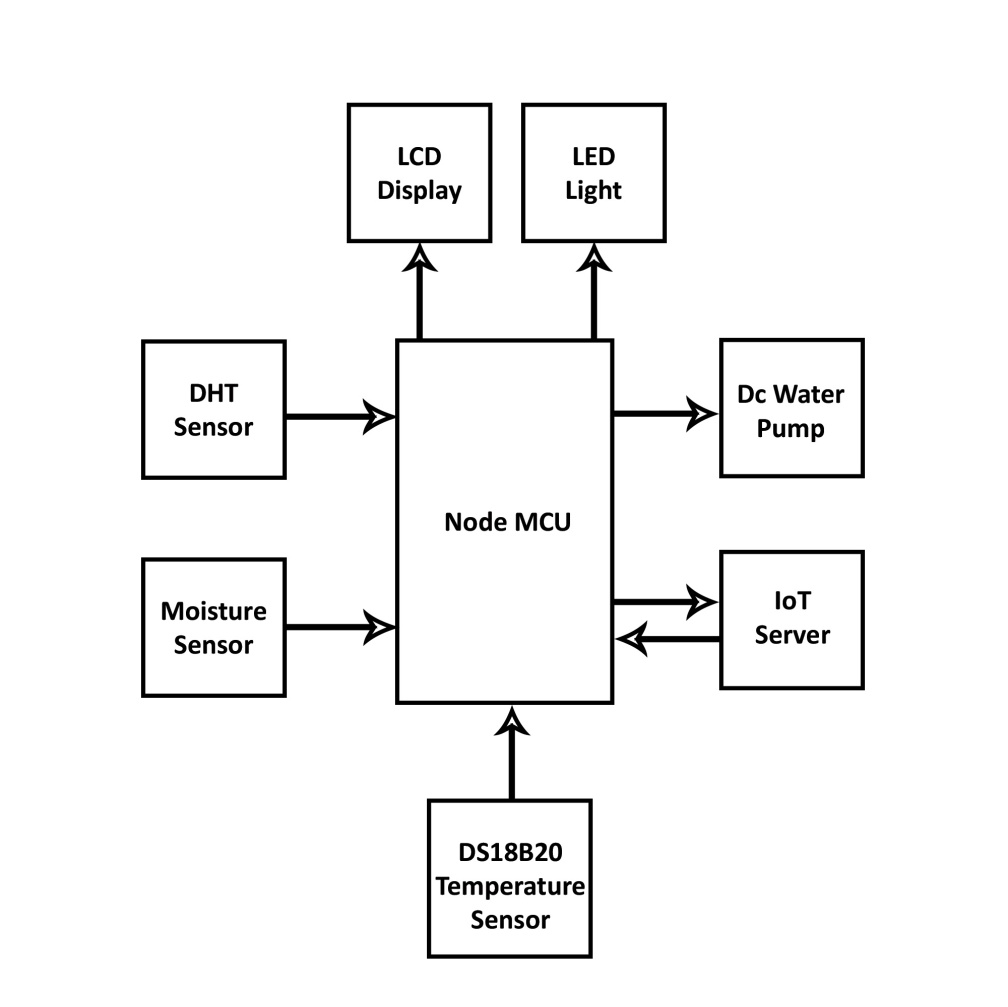 LCD
Display
LED
Light
DHT
Sensor
Dc Water
Pump
Node MCU
Moisture
Sensor
IoT
Server
DS18B20
Temperature
Sensor